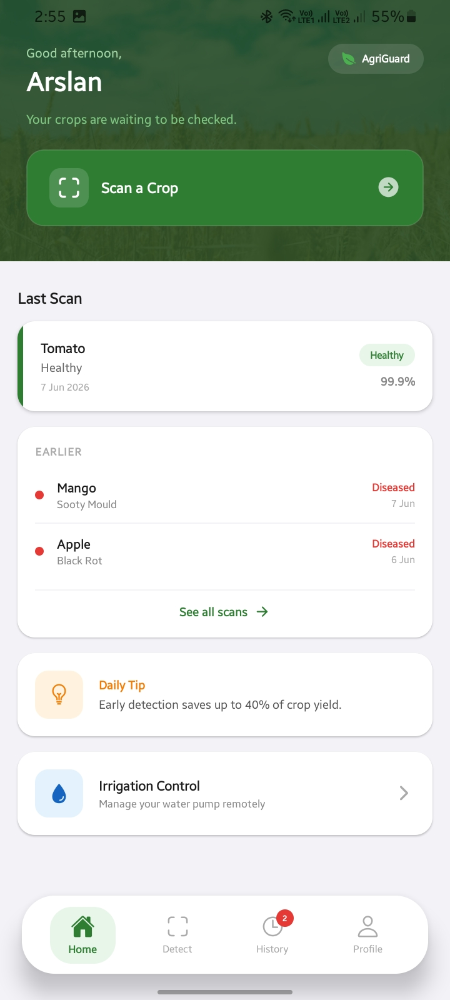 2:55
Vo)) LTE1 Vo)) LTE2 55%
Good afternoon,
AgriGuard
Arslan
Your crops are waiting to be checked.
Scan a Crop
Last Scan
Tomato
Healthy
Healthy
99.9%
7 Jun 2026
EARLIER
Mango
Diseased
Sooty Mould
7 Jun
Apple
Diseased
Black Rot
6 Jun
See all scans
Daily Tip
Early detection saves up to 40% of crop yield.
Irrigation Control
Manage your water pump remotely
2
Home
Detect
History
Profile